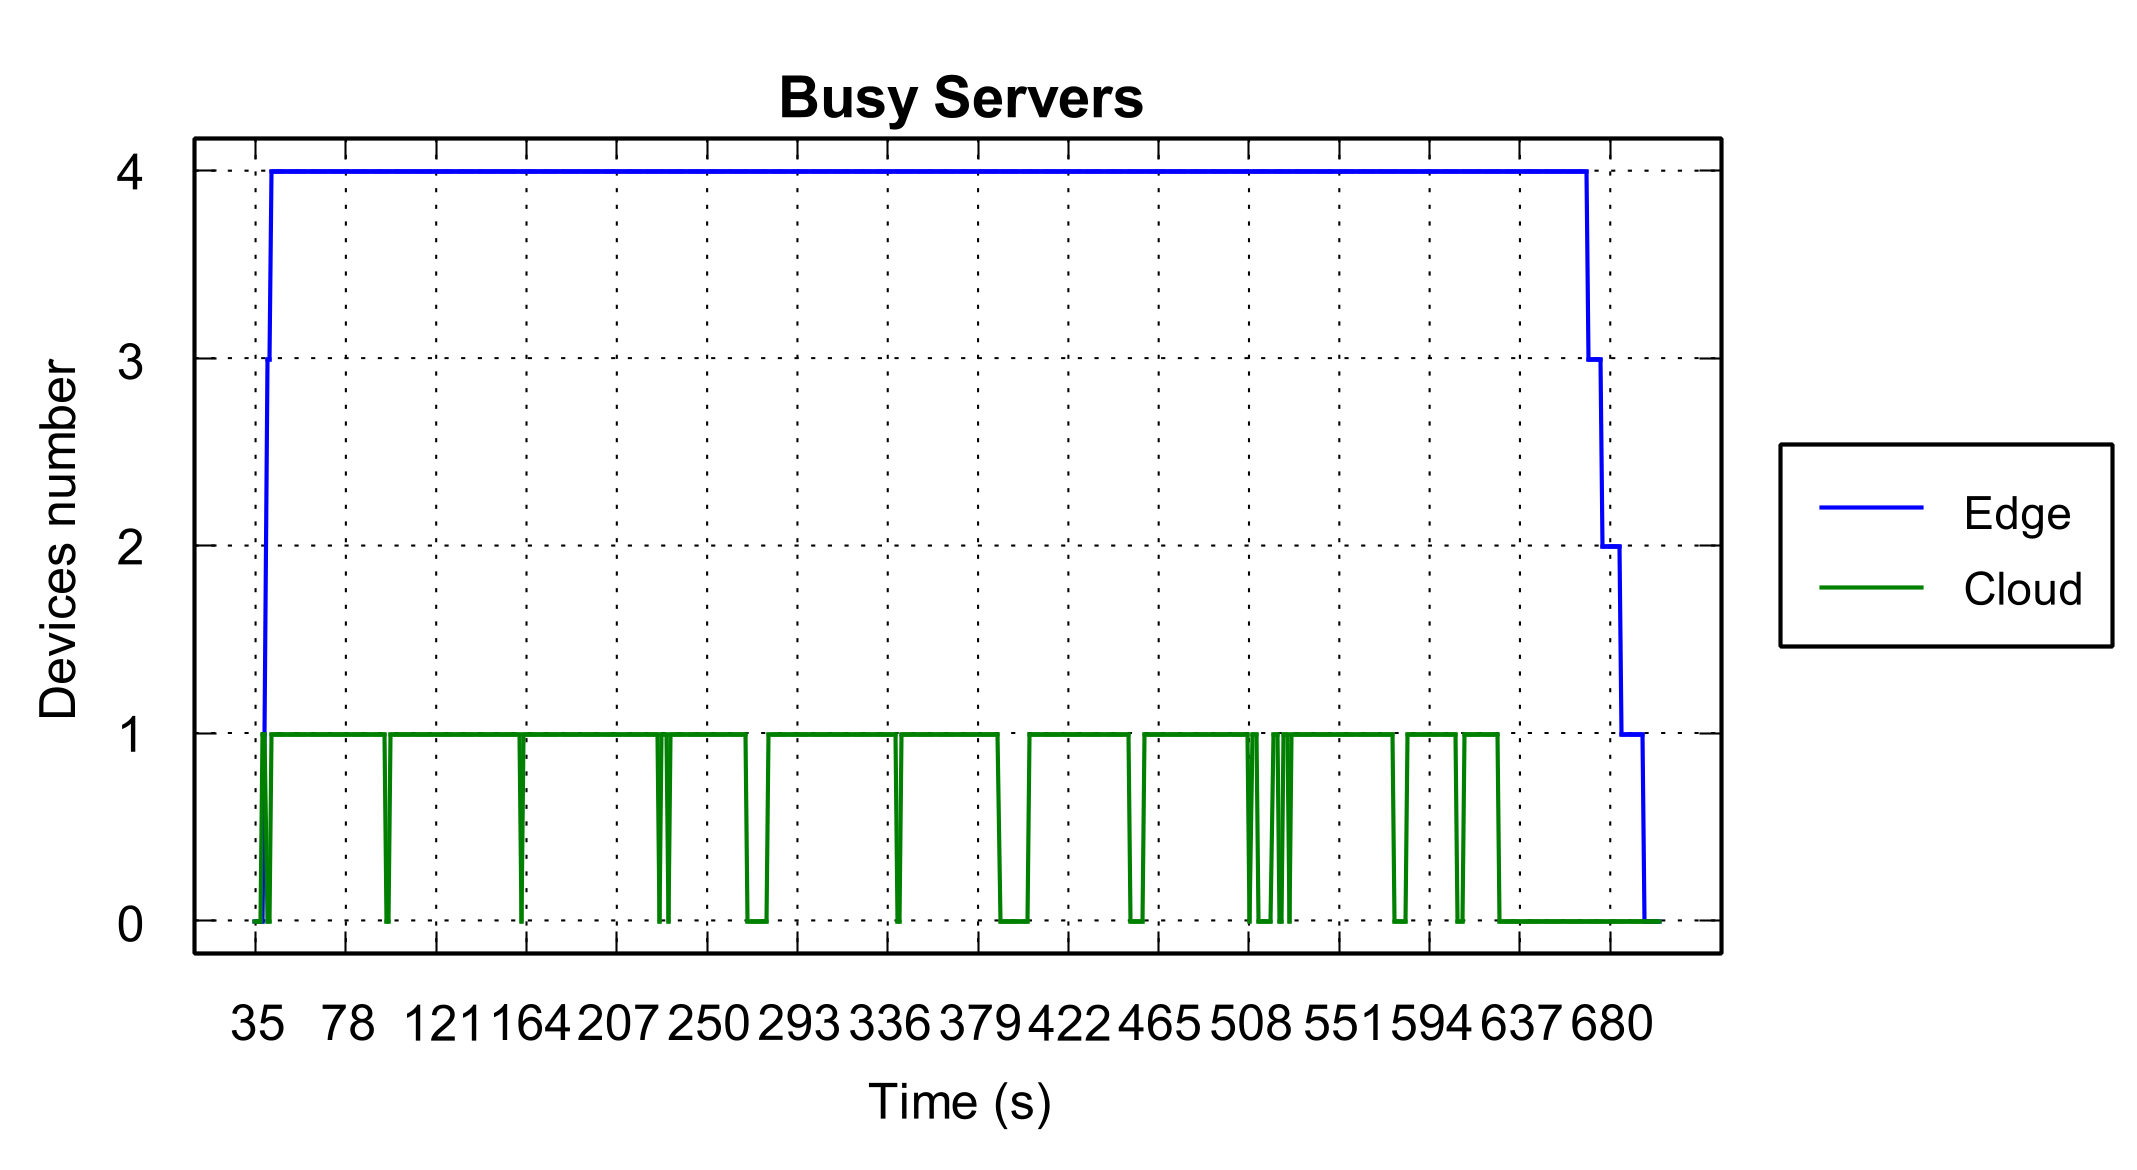 Busy Servers
4
3
2
1
0
Devices number
35 78 121 164 207 250 293 336 379 422 465 508 551 594 637 680
Time (s)
Edge
Cloud